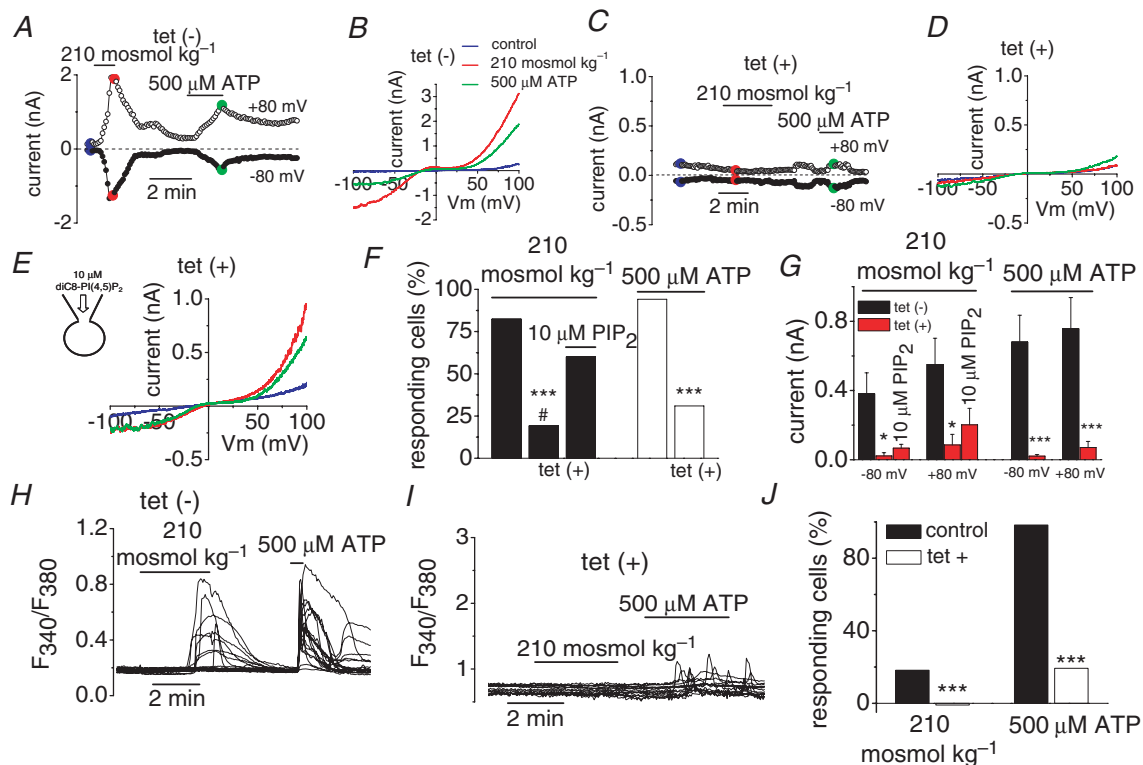 A
tet (-)
210 mosmol kg⁻¹
500 μM ATP
+80 mV
-80 mV
2 min
current (nA)
2
1
0
-1
-2
B
tet (-)
control
210 mosmol kg⁻¹
500 μM ATP
current (nA)
3
2
1
0
1
2
-100
-50
50
100
Vm (mV)
C
tet (+)
210 mosmol kg⁻¹
500 μM ATP
+80 mV
-80 mV
2 min
current (nA)
1.0
0.5
0.0
-0.5
D
current (nA)
1.0
0.5
-0.5
-100
-50
50
100
Vm (mV)
E
10 μM
diC8-PI(4,5)P₂
tet (+)
current (nA)
1.0
0.5
-0.5
-100
-50
50
100
Vm (mV)
F
210
mosmol kg⁻¹
500 μM ATP
10 μM PIP₂
***
#
***
responding cells (%)
100
75
50
25
0
tet (+)
tet (+)
G
210
mosmol kg⁻¹
500 μM ATP
tet (-)
tet (+)
10 μM PIP₂
10 μM PIP₂
*
*
***
***
current (nA)
0.8
0.4
0.0
-80 mV
+80 mV
-80 mV
+80 mV
H
tet (-)
210
mosmol kg⁻¹
500 μM ATP
F₃₄₀/F₃₈₀
1.2
0.8
0.4
0.0
2 min
I
tet (+)
500 μM ATP
210 mosmol kg⁻¹
F₃₄₀/F₃₈₀
3
2
1
2 min
J
control
tet +
***
***
responding cells (%)
80
40
0
210
mosmol kg⁻¹
500 μM ATP